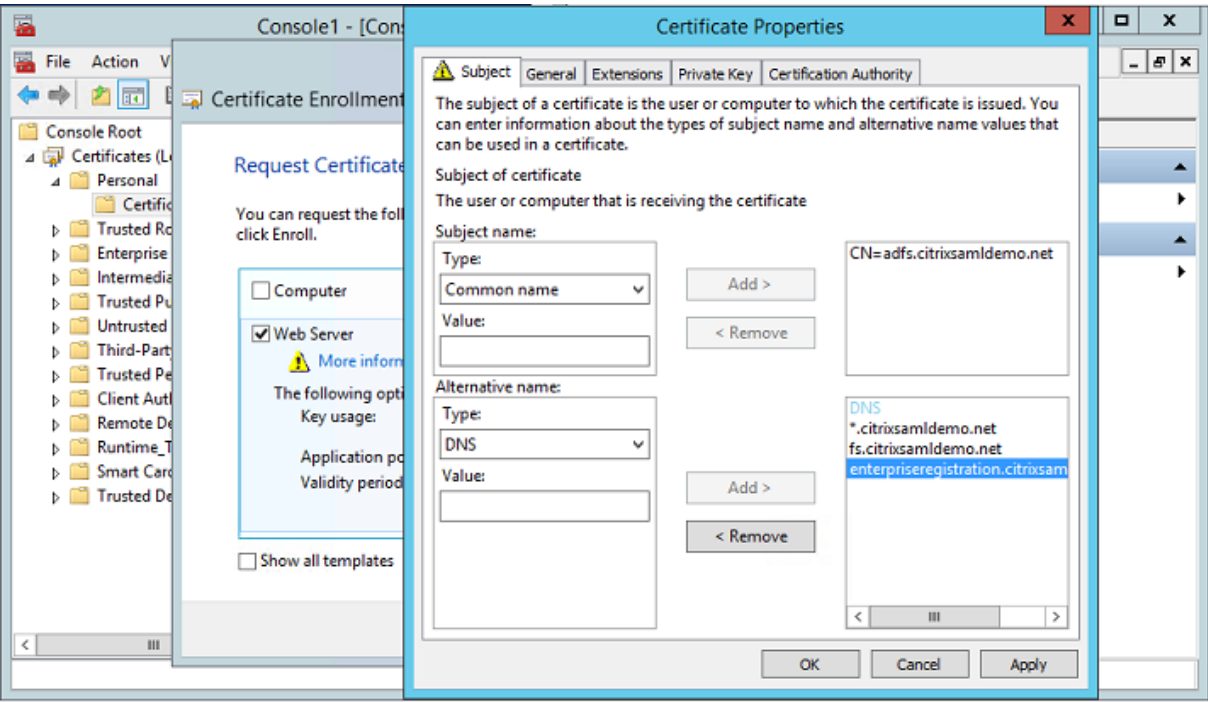 Console1 - [Con
File Action V
Console Root
Certificates (L
Personal
Certific
Trusted Ro
Enterprise
Intermedia
Trusted Pu
Untrusted
Third-Part
Trusted Pe
Client Aut
Remote De
Runtime_T
Smart Card
Trusted De
Certificate Enrollment
Request Certificate
You can request the foll
click Enroll.
Computer
Web Server
More inform
The following opti
Key usage:
Application po
Validity period
Show all templates
Certificate Properties
Subject General Extensions Private Key Certification Authority
The subject of a certificate is the user or computer to which the certificate is issued. You
can enter information about the types of subject name and alternative name values that
can be used in a certificate.
Subject of certificate
The user or computer that is receiving the certificate
Subject name:
Type:
Common name
Value:
Add >
< Remove
CN=adfs.citrixsamldemo.net
Alternative name:
Type:
DNS
Value:
Add >
< Remove
DNS
*.citrixsamldemo.net
fs.citrixsamldemo.net
enterpriseregistration.citrixsam
OK Cancel Apply